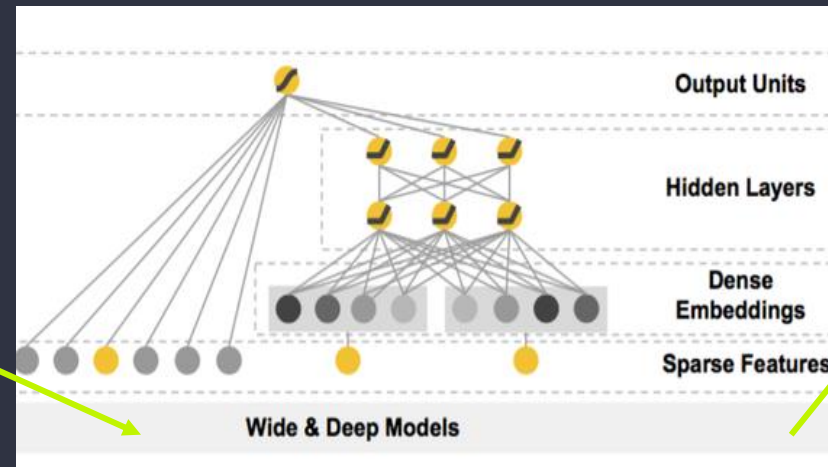 Output Units
Hidden Layers
Dense
Embeddings
Sparse Features
Wide & Deep Models